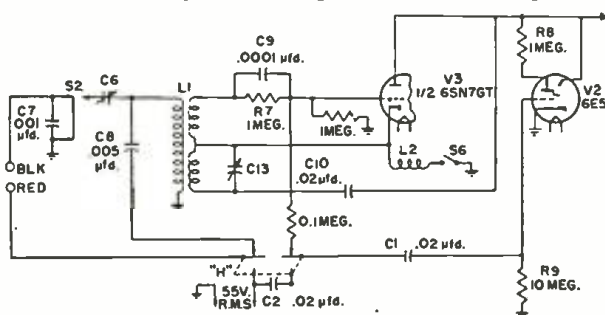 C9
.0001 µfd.
R7
1MEG.
1MEG.
V3
1/2 6SN7GT
R8
1MEG.
V2
6E5
S2
C6
L1
C7
.001
µfd.
C8
.005
µfd.
BLK
RED
C13
C10
.02µfd.
L2
S6
0.1MEG.
C1 .02 µfd.
"H"
55V.
R.M.S
C2 .02 µfd.
R9
10 MEG.